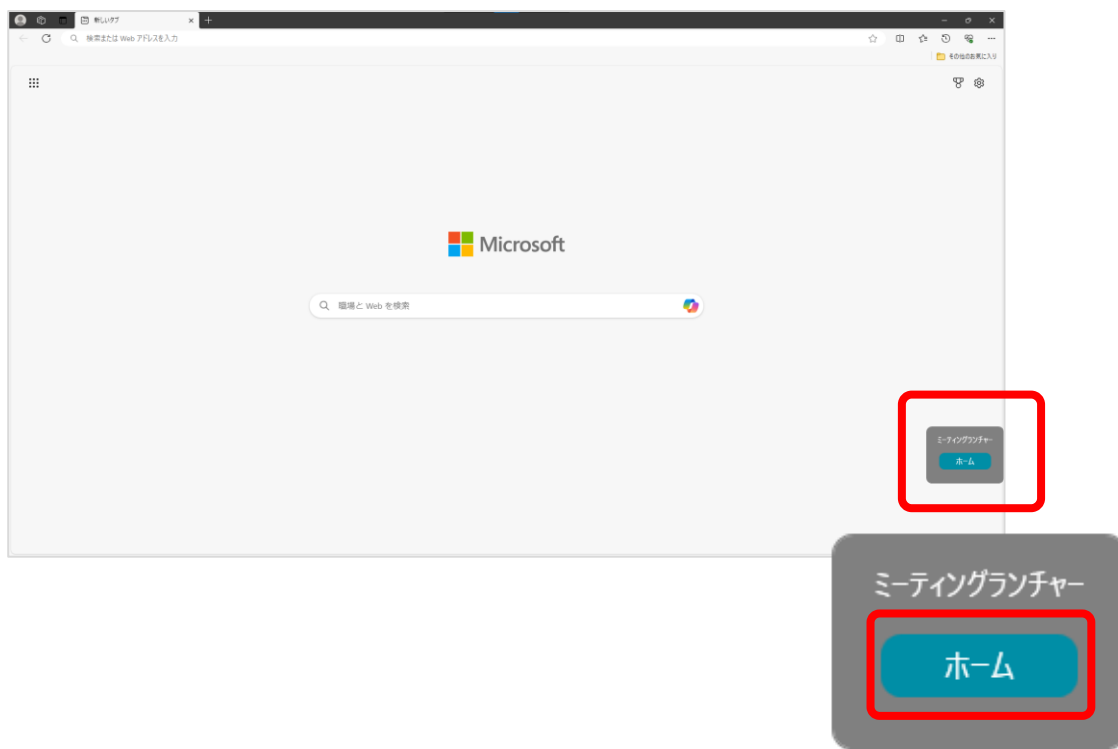 新しいタブ
検索または Web アドレスを入力
その他のお気に入り
Microsoft
職場と Web を検索
ミーティングランチャー
ホーム
ミーティングランチャー
ホーム